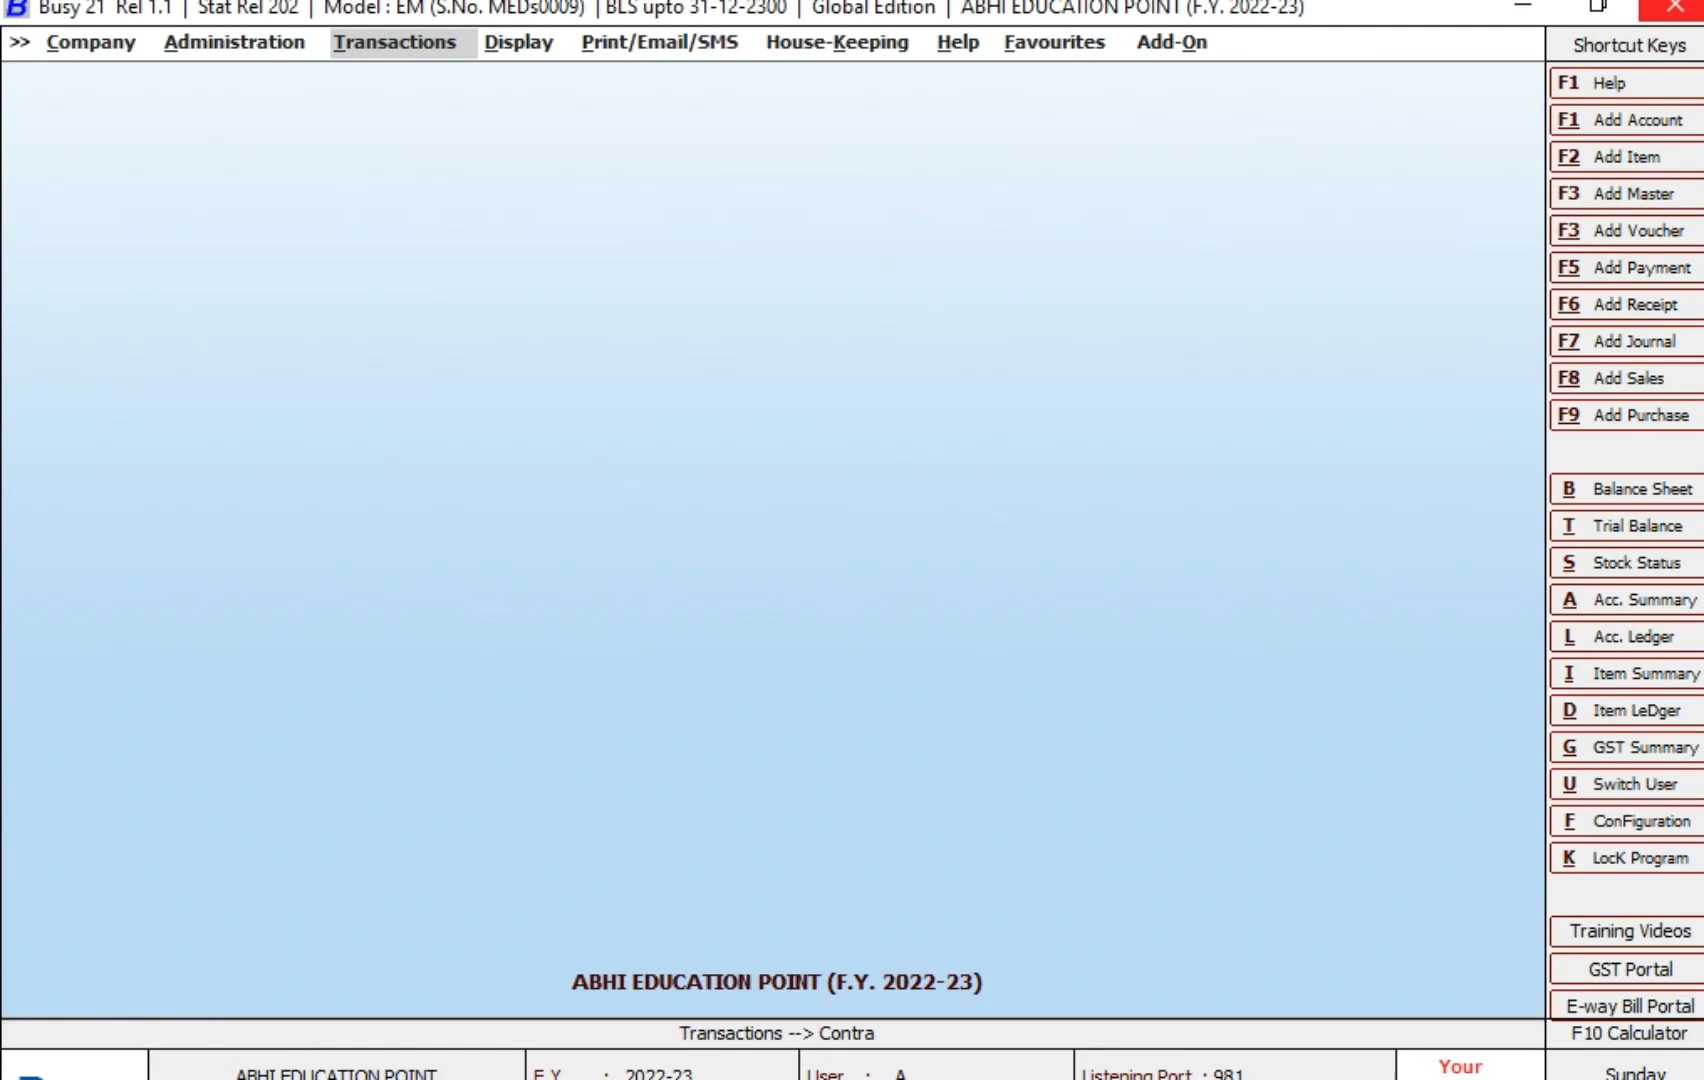 B Busy 21 Rel 1.1 | Stat Rel 202 | Model : EM (S.No. MEDs0009) | BLS upto 31-12-2300 | Global Edition | ABHI EDUCATION POINT (F.Y. 2022-23)
>> Company Administration Transactions Display Print/Email/SMS House-Keeping Help Favourites Add-On
Shortcut Keys
F1 Help
F1 Add Account
F2 Add Item
F3 Add Master
F3 Add Voucher
F5 Add Payment
F6 Add Receipt
F7 Add Journal
F8 Add Sales
F9 Add Purchase
B Balance Sheet
T Trial Balance
S Stock Status
A Acc. Summary
L Acc. Ledger
I Item Summary
D Item LeDger
G GST Summary
U Switch User
F ConFiguration
K LocK Program
Training Videos
GST Portal
E-way Bill Portal
F10 Calculator
ABHI EDUCATION POINT (F.Y. 2022-23)
Transactions --> Contra
ABHI EDUCATION POINT F.Y. : 2022-23 User : A Listening Port : 981 Your Sunday